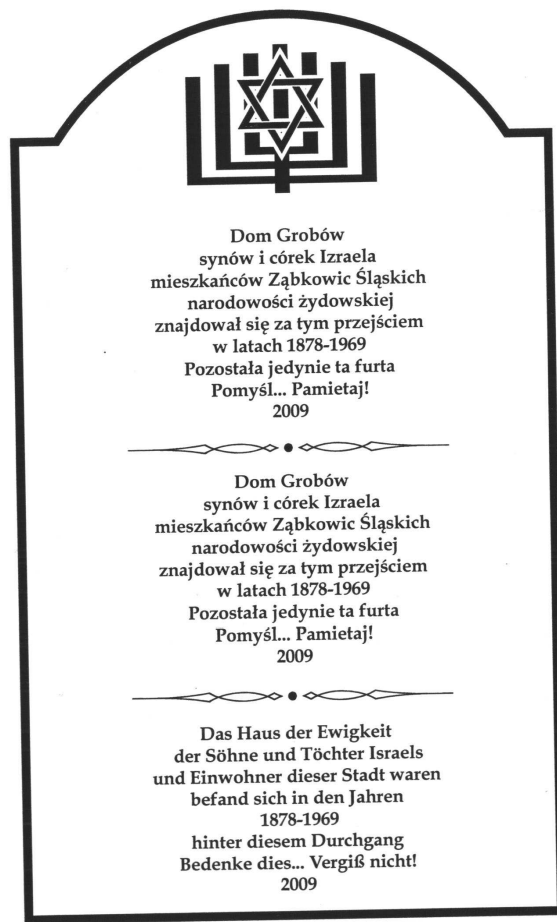 Dom Grobów
synów i córek Izraela
mieszkańców Ząbkowic Śląskich
narodowości żydowskiej
znajdował się za tym przejściem
w latach 1878-1969
Pozostała jedynie ta furta
Pomyśl... Pamietaj!
2009
Dom Grobów
synów i córek Izraela
mieszkańców Ząbkowic Śląskich
narodowości żydowskiej
znajdował się za tym przejściem
w latach 1878-1969
Pozostała jedynie ta furta
Pomyśl... Pamietaj!
2009
Das Haus der Ewigkeit
der Söhne und Töchter Israels
und Einwohner dieser Stadt waren
befand sich in den Jahren
1878-1969
hinter diesem Durchgang
Bedenke dies... Vergiß nicht!
2009